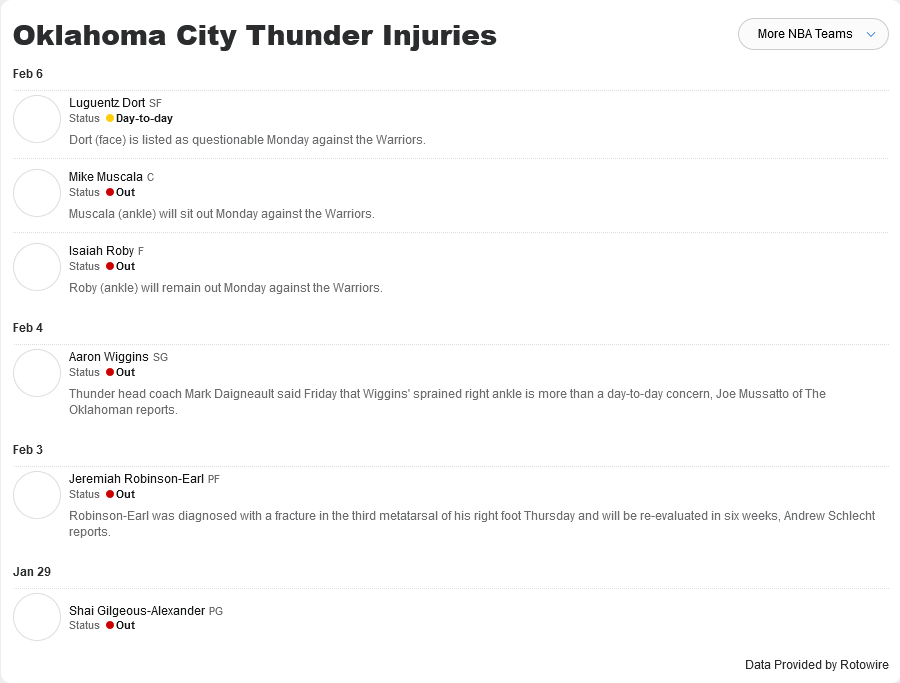 Oklahoma City Thunder Injuries
More NBA Teams
Feb 6
Luguentz Dort SF
Status Day-to-day
Dort (face) is listed as questionable Monday against the Warriors.
Mike Muscala C
Status Out
Muscala (ankle) will sit out Monday against the Warriors.
Isaiah Roby F
Status Out
Roby (ankle) will remain out Monday against the Warriors.
Feb 4
Aaron Wiggins SG
Status Out
Thunder head coach Mark Daigneault said Friday that Wiggins' sprained right ankle is more than a day-to-day concern, Joe Mussatto of The
Oklahoman reports.
Feb 3
Jeremiah Robinson-Earl PF
Status Out
Robinson-Earl was diagnosed with a fracture in the third metatarsal of his right foot Thursday and will be re-evaluated in six weeks, Andrew Schlecht
reports.
Jan 29
Shai Gilgeous-Alexander PG
Status Out
Data Provided by Rotowire